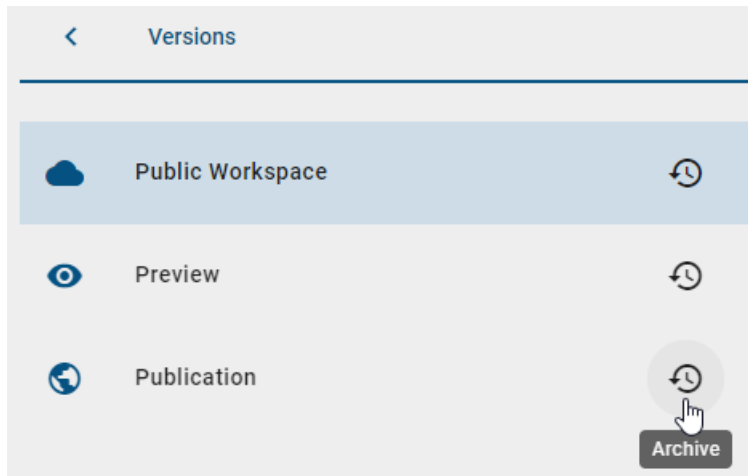 Versions
Public Workspace
Preview
Publication
Archive